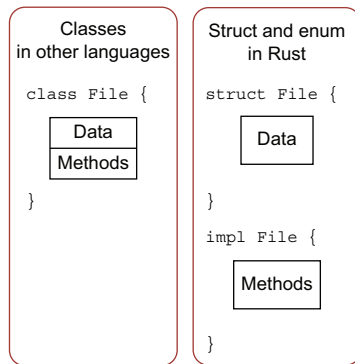 Classes
in other languages
class File {
Data
Methods
}
Struct and enum
in Rust
struct File {
Data
}
impl File {
Methods
}